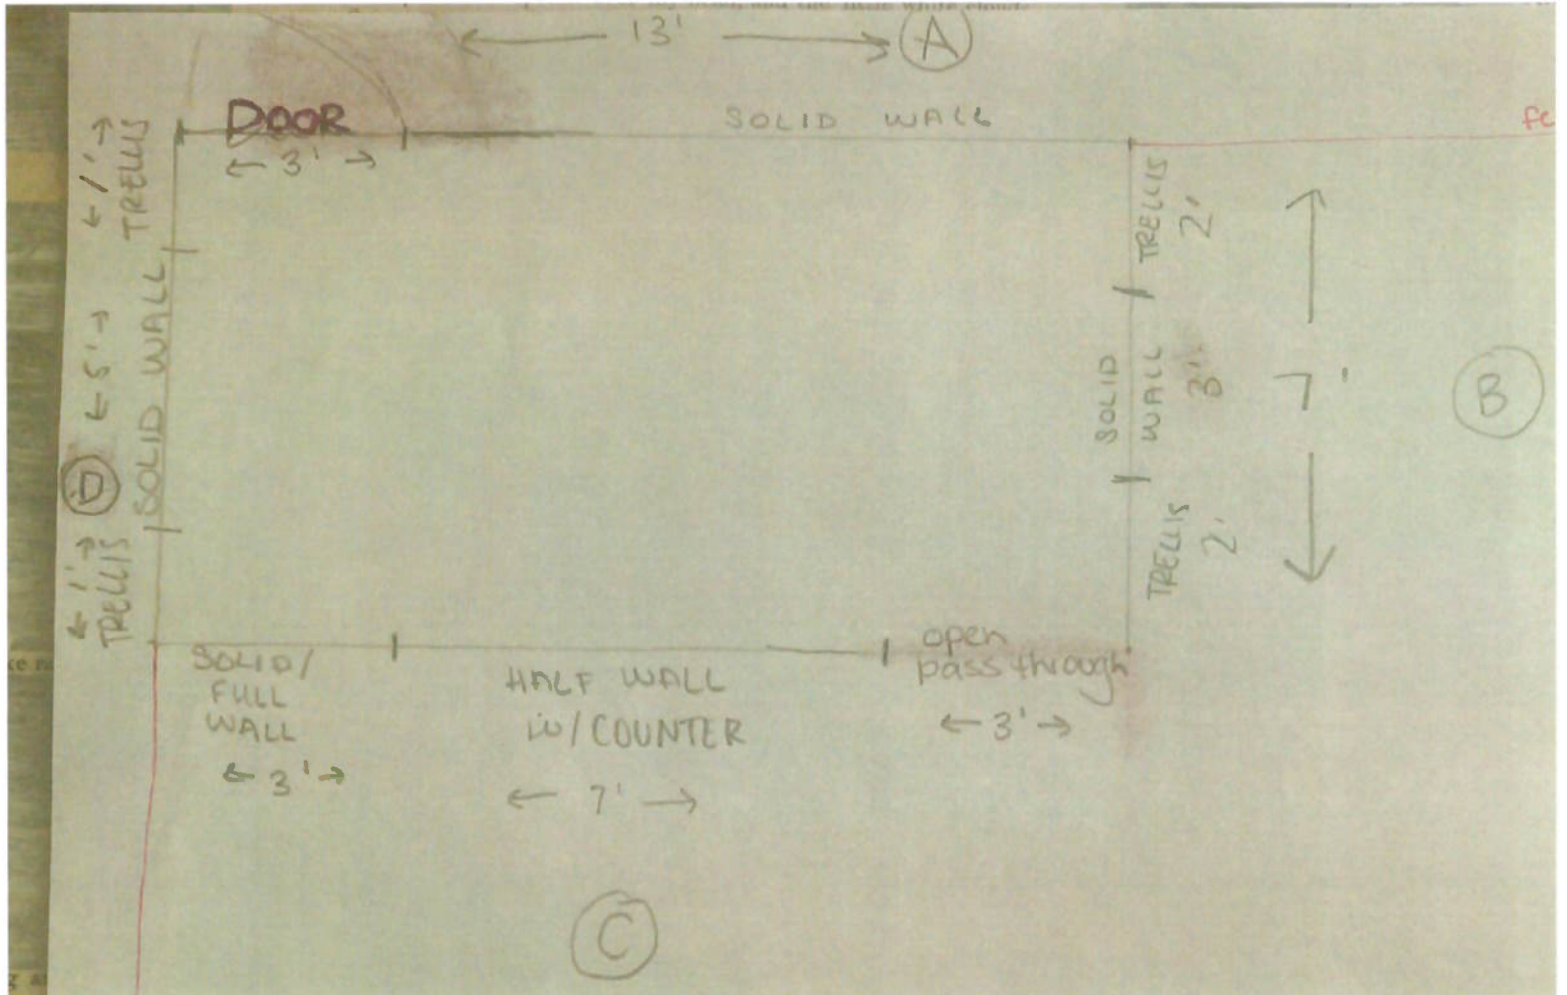 ← 13' → A
DOOR
← 3' →
SOLID WALL
← 1' →
TRELLIS
← 5' →
SOLID WALL
D
← 1' →
TRELLIS
TRELLIS
2'
SOLID
WALL
3'
TRELLIS
2'
← 7' →
B
SOLID/
FULL
WALL
← 3' →
HALF WALL
W/COUNTER
← 7' →
open
pass through
← 3' →
C